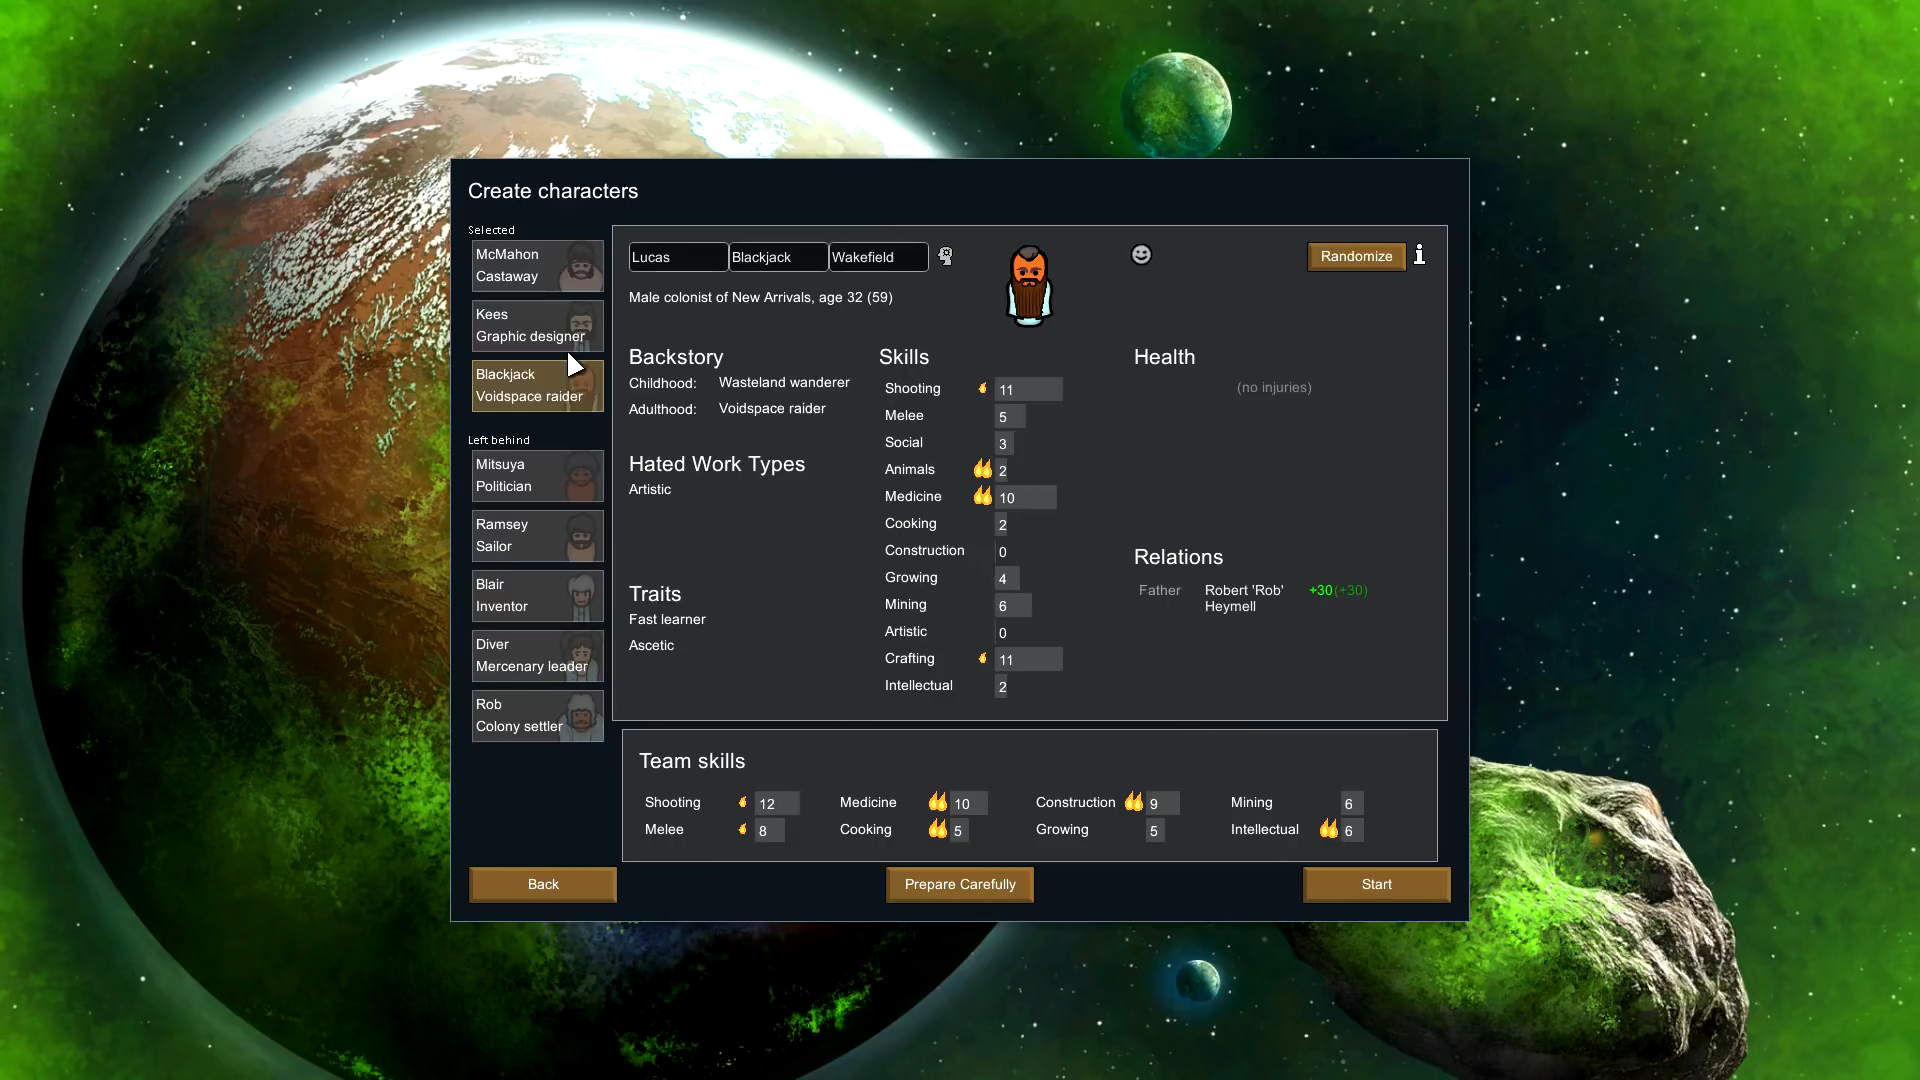 Create characters
Selected
McMahon
Castaway
Kees
Graphic designer
Blackjack
Voidspace raider
Left behind
Mitsuya
Politician
Ramsey
Sailor
Blair
Inventor
Diver
Mercenary leader
Rob
Colony settler
Lucas Blackjack Wakefield
Randomize
Male colonist of New Arrivals, age 32 (59)
Backstory
Childhood: Wasteland wanderer
Adulthood: Voidspace raider
Hated Work Types
Artistic
Traits
Fast learner
Ascetic
Skills
Shooting 11
Melee 5
Social 3
Animals 2
Medicine 10
Cooking 2
Construction 0
Growing 4
Mining 6
Artistic 0
Crafting 11
Intellectual 2
Health
(no injuries)
Relations
Father Robert 'Rob' +30(+30)
Heymell
Team skills
Shooting 12 Medicine 10 Construction 9 Mining 6
Melee 8 Cooking 5 Growing 5 Intellectual 6
Back
Prepare Carefully
Start